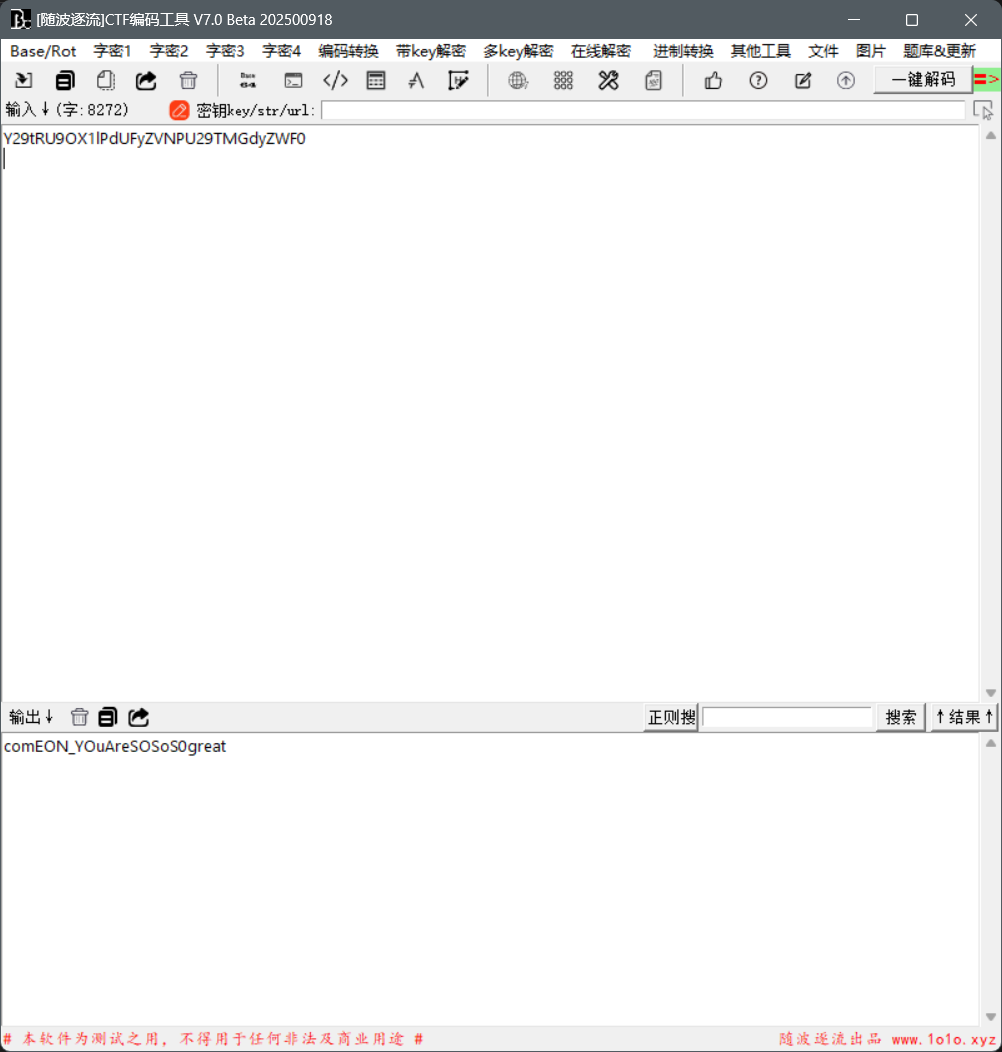 [随波逐流]CTF编码工具 V7.0 Beta 202500918
Base/Rot 字密1 字密2 字密3 字密4 编码转换 带key解密 多key解密 在线解密 进制转换 其他工具 文件 图片 题库&更新
一键解码 =>
输入↓(字:8272) 密钥key/str/url:
Y29tRU9OX1lPdUFyZVNPU29TMGdyZWF0
输出↓ 正则搜 搜索 ↑结果↑
comEON_YOuAreSOSoS0great
# 本软件为测试之用，不得用于任何非法及商业用途 # 随波逐流出品 www.1o1o.xyz